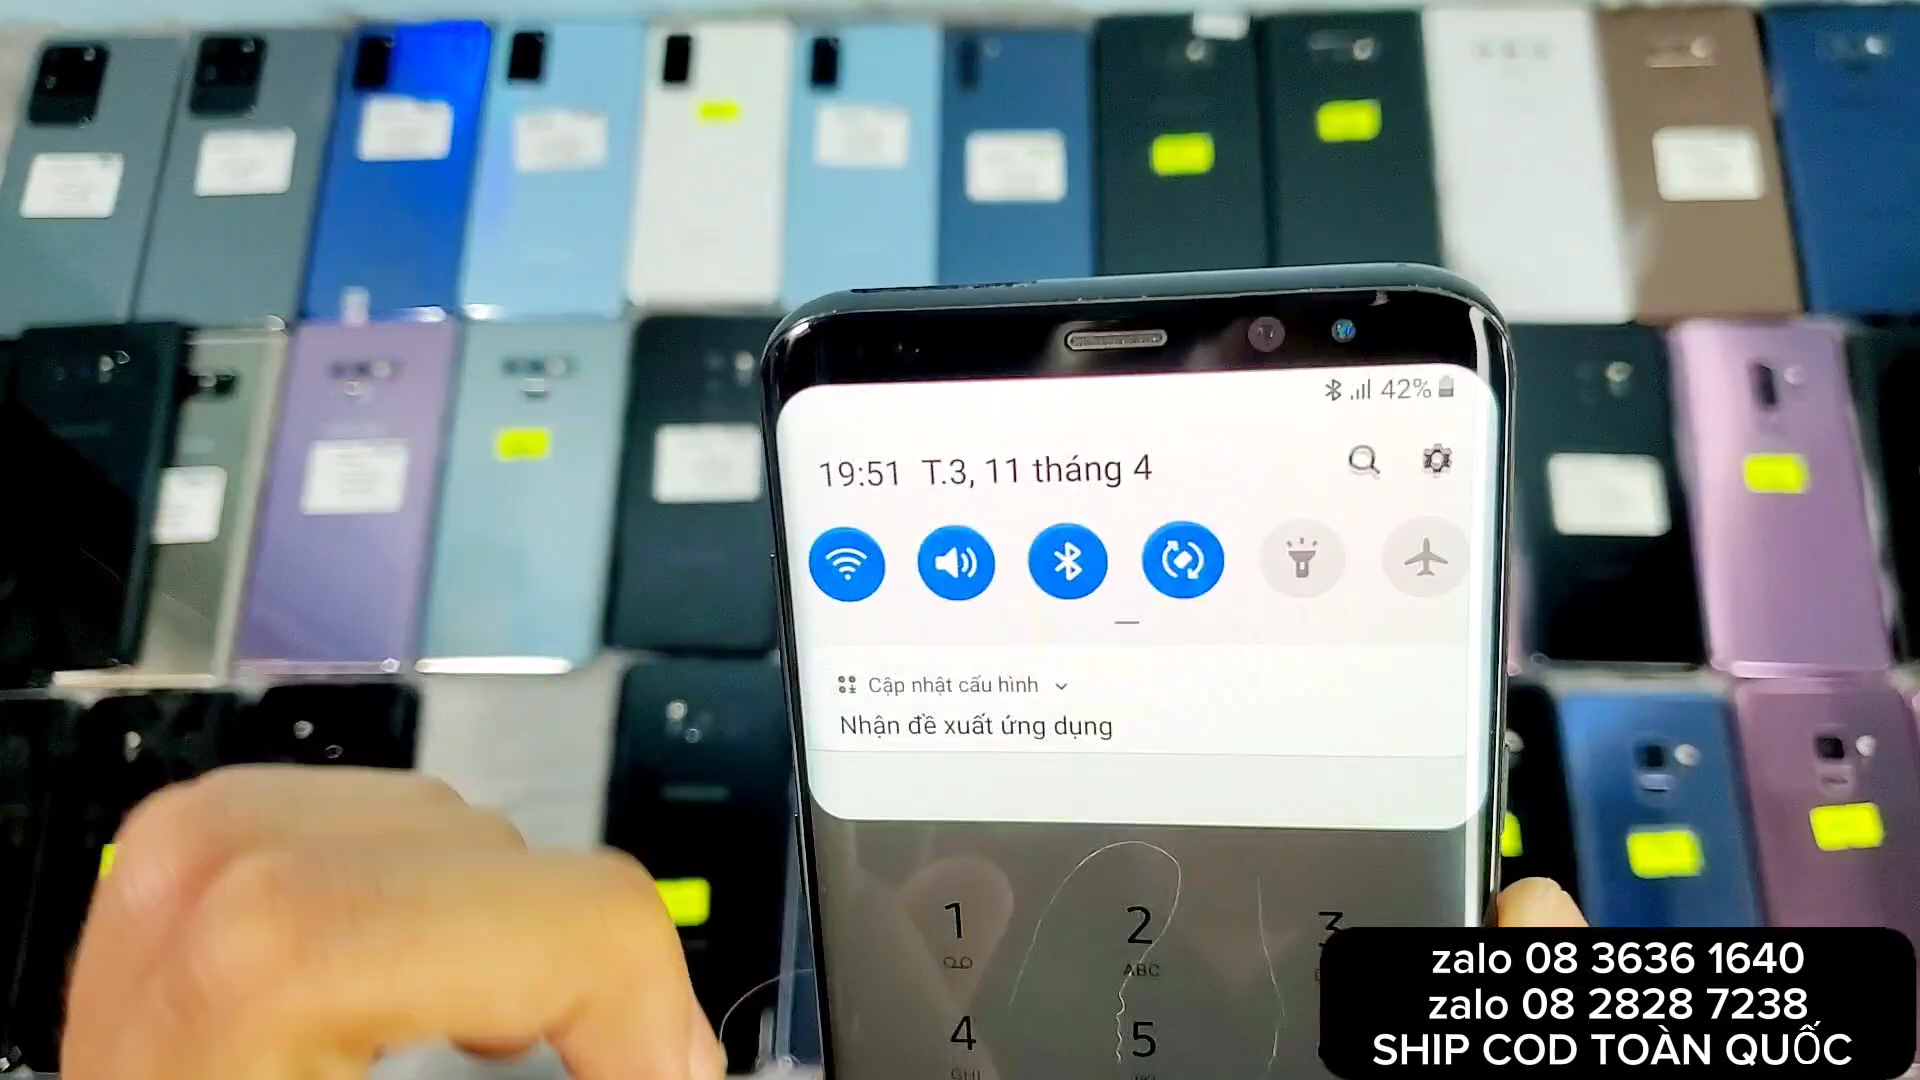 42%
19:51 T.3, 11 tháng 4
Cập nhật cấu hình
Nhận đề xuất ứng dụng
1
2
3
ABC
4
5
GHI
zalo 08 3636 1640
zalo 08 2828 7238
SHIP COD TOÀN QUỐC